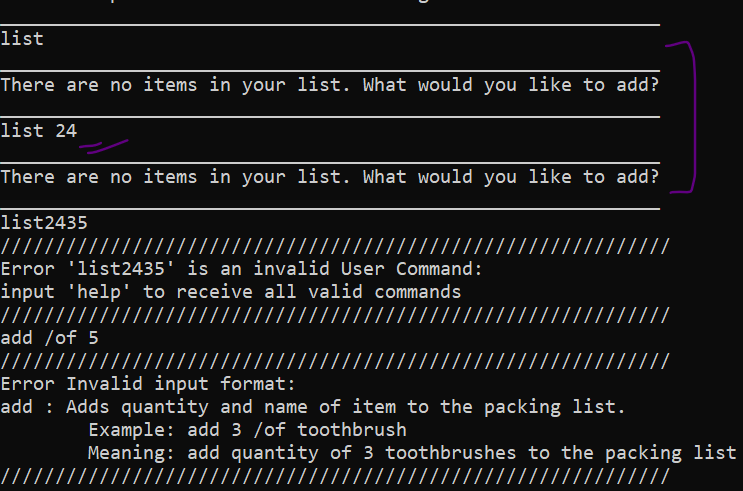 list
There are no items in your list. What would you like to add?
list 24
There are no items in your list. What would you like to add?
list2435
/////////////////////////////////////////////////////////////
Error 'list2435' is an invalid User Command:
input 'help' to receive all valid commands
/////////////////////////////////////////////////////////////
add /of 5
/////////////////////////////////////////////////////////////
Error Invalid input format:
add : Adds quantity and name of item to the packing list.
Example: add 3 /of toothbrush
Meaning: add quantity of 3 toothbrushes to the packing list
/////////////////////////////////////////////////////////////